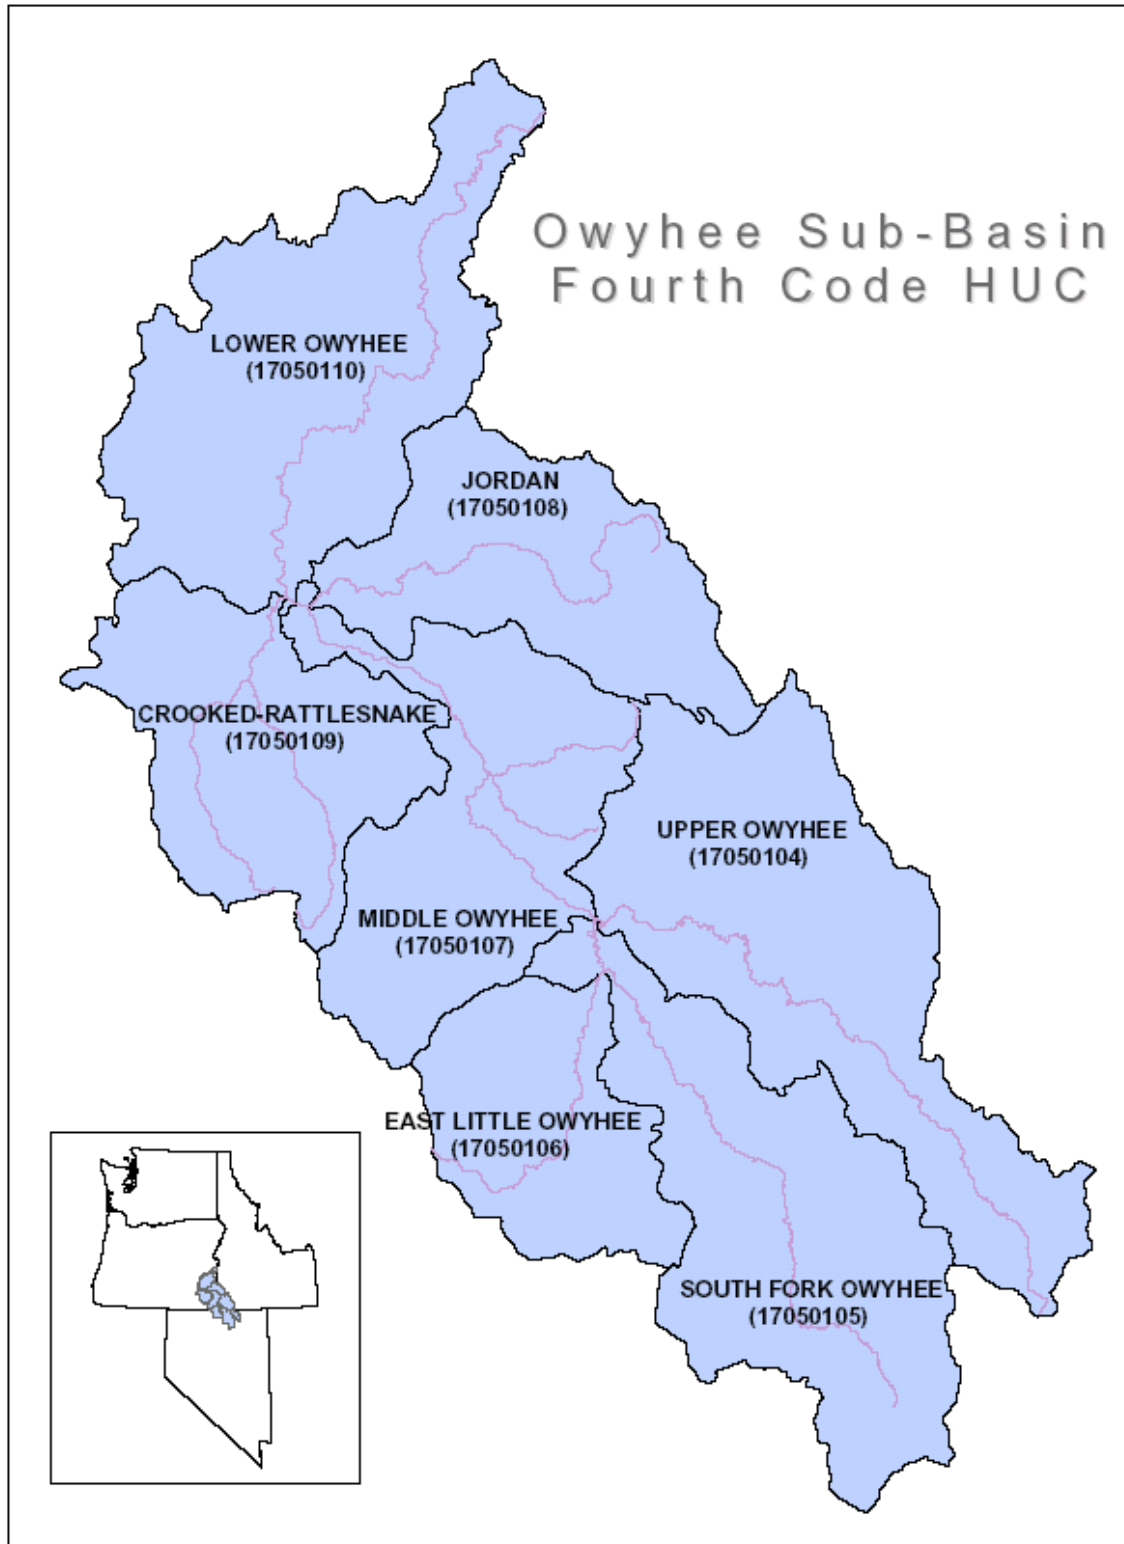 Owyhee Sub-Basin
Fourth Code HUC
LOWER OWYHEE
(17050110)
JORDAN
(17050108)
CROOKED-RATTLESNAKE
(17050109)
UPPER OWYHEE
(17050104)
MIDDLE OWYHEE
(17050107)
EAST LITTLE OWYHEE
(17050106)
SOUTH FORK OWYHEE
(17050105)